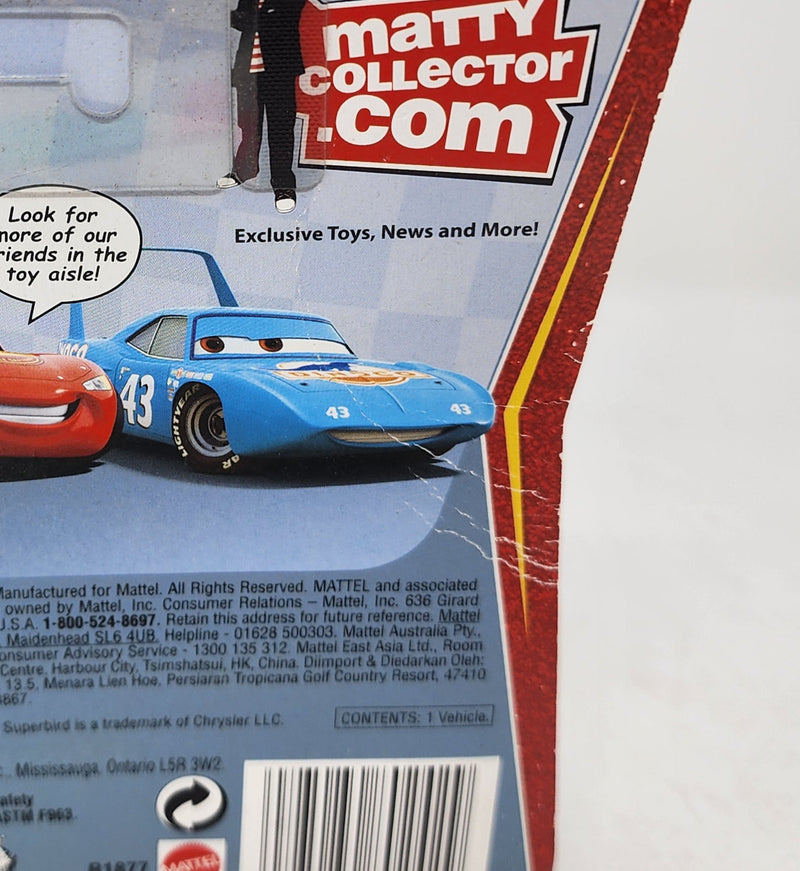 maTTY
COLLECTOR
.com
Exclusive Toys, News and More!
Look for
more of our
friends in the
toy aisle!
43
43
43
Manufactured for Mattel. All Rights Reserved. MATTEL and associated
owned by Mattel, Inc. Consumer Relations – Mattel, Inc. 636 Girard
U.S.A. 1-800-524-8697. Retain this address for future reference. Mattel
Maidenhead SL6 4UB. Helpline - 01628 500303. Mattel Australia Pty.,
onsumer Advisory Service - 1300 135 312. Mattel East Asia Ltd., Room
Centre, Harbour City, Tsimshatsui, HK, China. Diimport & Diedarkan Oleh:
13.5, Menara Lien Hoe, Persiaran Tropicana Golf Country Resort, 47410
Superbird is a trademark of Chrysler LLC.
CONTENTS: 1 Vehicle.
Mississauga, Ontario L5R 3W2.
afety
ASTM F963.
R1877
MATTEL